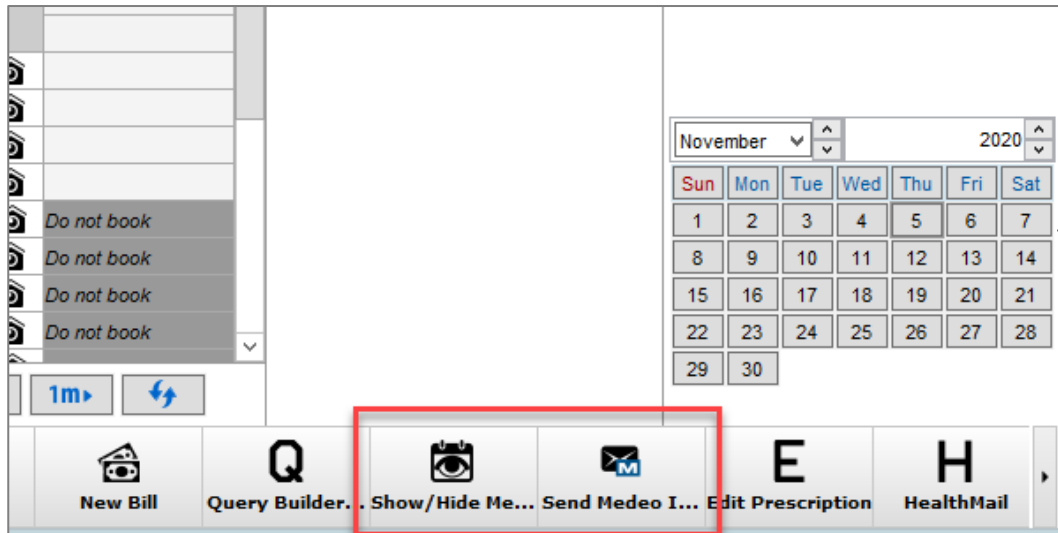 November 2020
Sun Mon Tue Wed Thu Fri Sat
1 2 3 4 5 6 7
8 9 10 11 12 13 14
15 16 17 18 19 20 21
22 23 24 25 26 27 28
29 30
Do not book
Do not book
Do not book
Do not book
1m
New Bill
Q
Query Builder...
Show/Hide Me...
M
Send Medeo I...
E
Edit Prescription
H
HealthMail